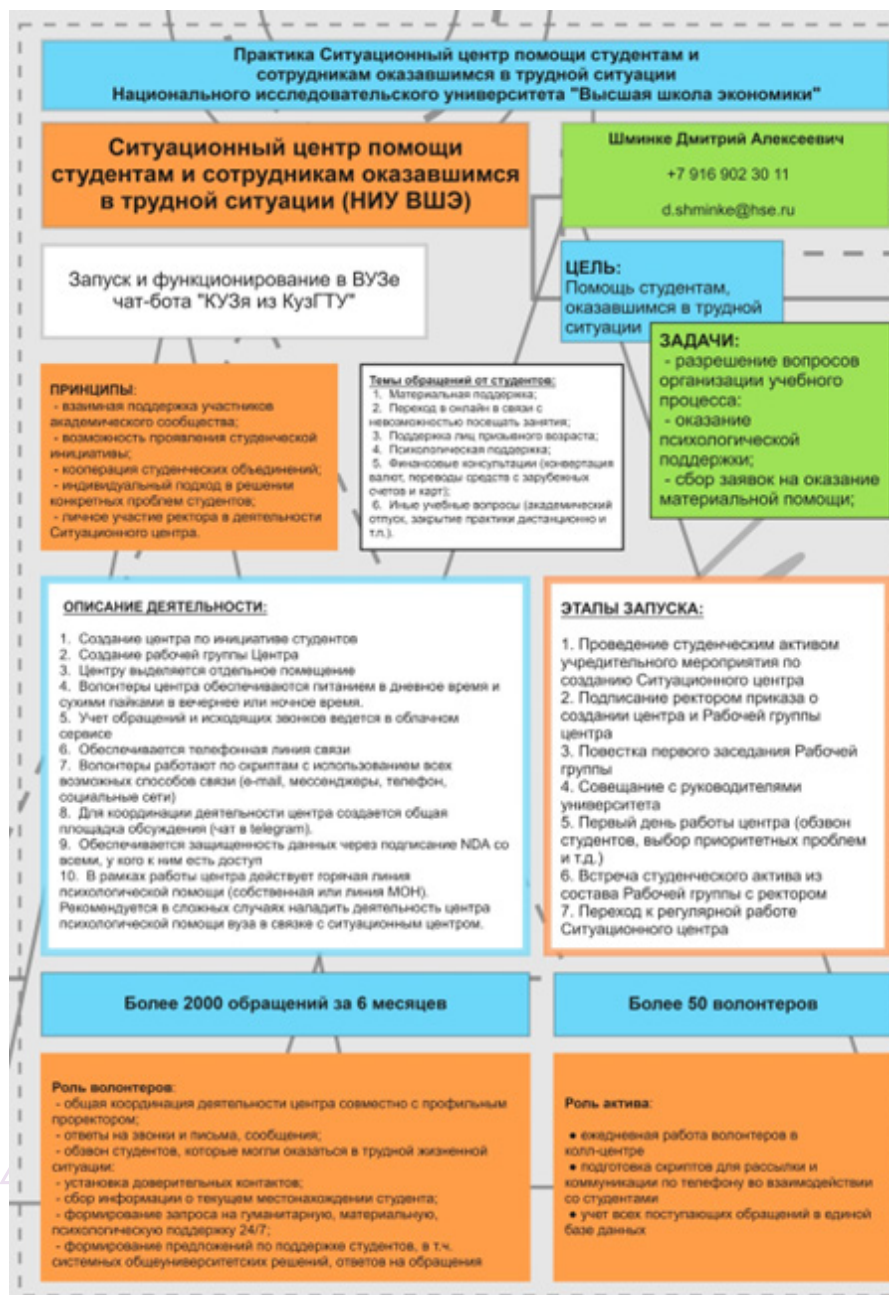 Практика Ситуационный центр помощи студентам и
сотрудникам оказавшимся в трудной ситуации
Национального исследовательского университета "Высшая школа экономики"
Ситуационный центр помощи
студентам и сотрудникам оказавшимся
в трудной ситуации (НИУ ВШЭ)
Шминке Дмитрий Алексеевич
+7 916 902 30 11
d.shminke@hse.ru
Запуск и функционирование в ВУЗе
чат-бота "КУЗя из КузГТУ"
ЦЕЛЬ:
Помощь студентам,
оказавшимся в трудной
ситуации
ЗАДАЧИ:
- разрешение вопросов
организации учебного
процесса:
- оказание
психологической
поддержки;
- сбор заявок на оказание
материальной помощи;
ПРИНЦИПЫ:
- взаимная поддержка участников
академического сообщества;
- возможность проявления студенческой
инициативы;
- кооперация студенческих объединений;
- индивидуальный подход в решении
конкретных проблем студентов;
- личное участие ректора в деятельности
Ситуационного центра.
Темы обращений от студентов:
1. Материальная поддержка;
2. Переход в онлайн в связи с
невозможностью посещать занятия;
3. Поддержка лиц призывного возраста;
4. Психологическая поддержка;
5. Финансовые консультации (конвертация
валют, переводы средств с зарубежных
счетов и карт);
6. Иные учебные вопросы (академический
отпуск, закрытие практики дистанционно и
т.п.).
ОПИСАНИЕ ДЕЯТЕЛЬНОСТИ:
1. Создание центра по инициативе студентов
2. Создание рабочей группы Центра
3. Центру выделяется отдельное помещение
4. Волонтеры центра обеспечиваются питанием в дневное время и
сухими пайками в вечернее или ночное время.
5. Учет обращений и исходящих звонков ведется в облачном
сервисе
6. Обеспечивается телефонная линия связи
7. Волонтеры работают по скриптам с использованием всех
возможных способов связи (e-mail, мессенджеры, телефон,
социальные сети)
8. Для координации деятельности центра создается общая
площадка обсуждения (чат в telegram).
9. Обеспечивается защищенность данных через подписание NDA со
всеми, у кого к ним есть доступ
10. В рамках работы центра действует горячая линия
психологической помощи (собственная или линия МОН).
Рекомендуется в сложных случаях наладить деятельность центра
психологической помощи вуза в связке с ситуационным центром.
ЭТАПЫ ЗАПУСКА:
1. Проведение студенческим активом
учредительного мероприятия по
созданию Ситуационного центра
2. Подписание ректором приказа о
создании центра и Рабочей группы
центра
3. Повестка первого заседания Рабочей
группы
4. Совещание с руководителями
университета
5. Первый день работы центра (обзвон
студентов, выбор приоритетных проблем
и т.д.)
6. Встреча студенческого актива из
состава Рабочей группы с ректором
7. Переход к регулярной работе
Ситуационного центра
Более 2000 обращений за 6 месяцев
Более 50 волонтеров
Роль волонтеров:
- общая координация деятельности центра совместно с профильным
проректором;
- ответы на звонки и письма, сообщения;
- обзвон студентов, которые могли оказаться в трудной жизненной
ситуации:
- установка доверительных контактов;
- сбор информации о текущем местонахождении студента;
- формирование запроса на гуманитарную, материальную,
психологическую поддержку 24/7;
- формирование предложений по поддержке студентов, в т.ч.
системных общеуниверситетских решений, ответов на обращения
Роль актива:
● ежедневная работа волонтеров в
колл-центре
● подготовка скриптов для рассылки и
коммуникации по телефону во взаимодействии
со студентами
● учет всех поступающих обращений в единой
базе данных